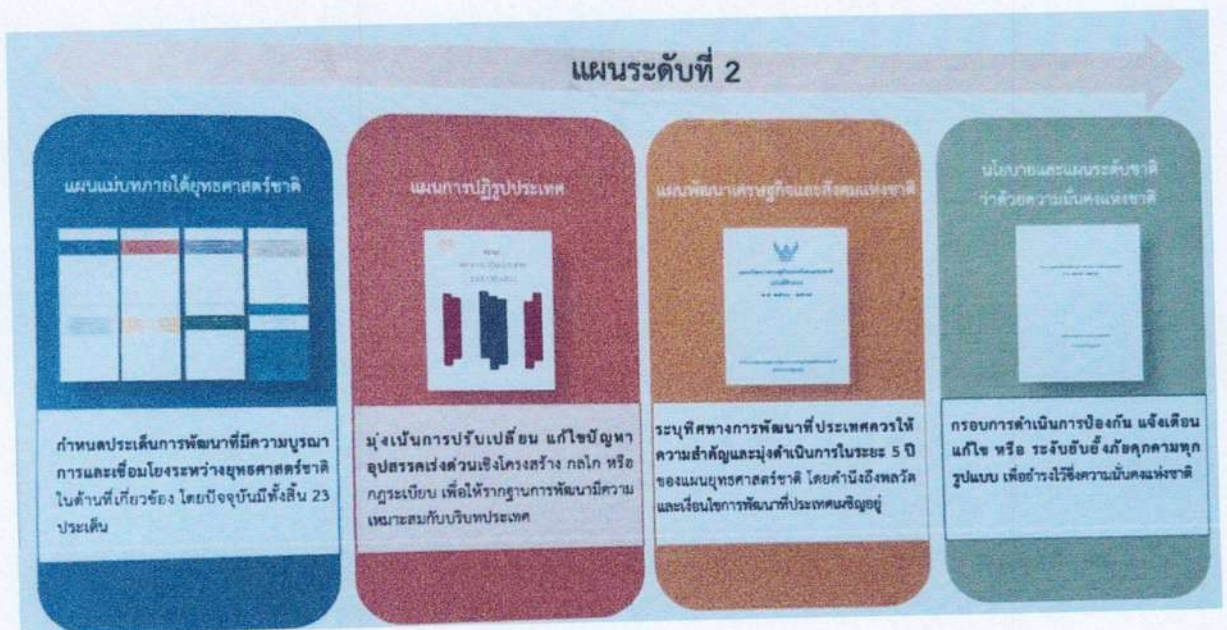 แผนระดับที่ 2
แผนแม่บทภายใต้ยุทธศาสตร์ชาติ
กำหนดประเด็นการพัฒนาที่มีความบูรณา
การและเชื่อมโยงระหว่างยุทธศาสตร์ชาติ
ในด้านที่เกี่ยวข้อง โดยปัจจุบันมีทั้งสิ้น 23
ประเด็น
แผนการปฏิรูปประเทศ
มุ่งเน้นการปรับเปลี่ยน แก้ไขปัญหา
อุปสรรคเร่งด่วนเชิงโครงสร้าง กลไก หรือ
กฎระเบียบ เพื่อให้รากฐานการพัฒนามีความ
เหมาะสมกับบริบทประเทศ
แผนพัฒนาเศรษฐกิจและสังคมแห่งชาติ
ระบุทิศทางการพัฒนาที่ประเทศควรให้
ความสำคัญและมุ่งดำเนินการในระยะ 5 ปี
ของแผนยุทธศาสตร์ชาติ โดยคำนึงถึงพลวัต
และเงื่อนไขการพัฒนาที่ประเทศเผชิญอยู่
นโยบายและแผนระดับชาติ
ว่าด้วยความมั่นคงแห่งชาติ
กรอบการดำเนินการป้องกัน แจ้งเตือน
แก้ไข หรือ ระงับยับยั้งภัยคุกคามทุก
รูปแบบ เพื่อธำรงไว้ซึ่งความมั่นคงแห่งชาติ